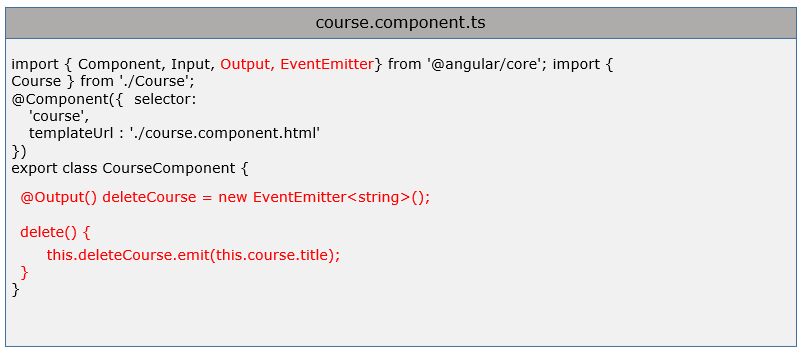 course.component.ts
import { Component, Input, Output, EventEmitter} from '@angular/core'; import {
Course } from './Course';
@Component({  selector:
'course',
templateUrl : './course.component.html'
})
export class CourseComponent {
@Output() deleteCourse = new EventEmitter<string>();
delete() {
this.deleteCourse.emit(this.course.title);
}
}